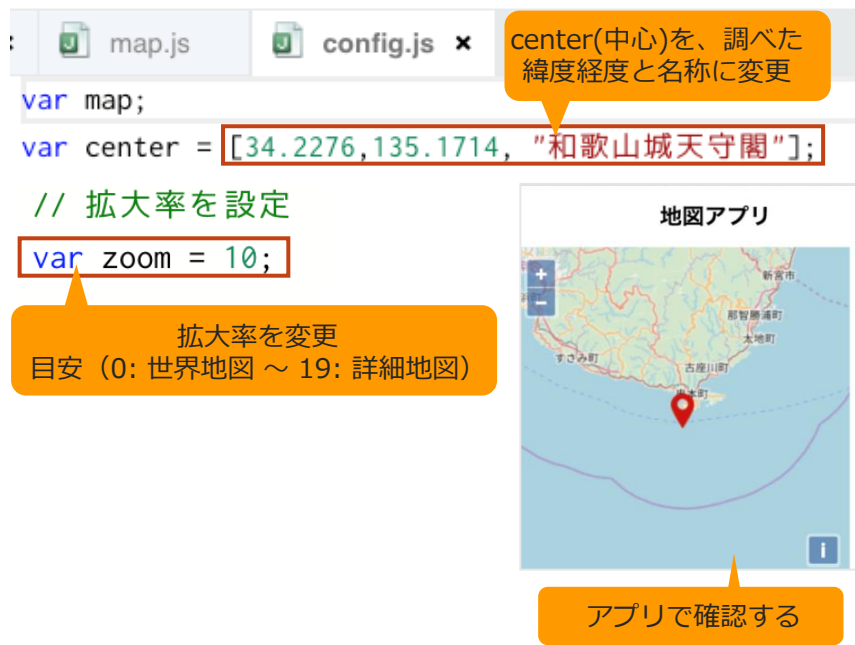 map.js
config.js ×
center(中心)を、調べた
緯度経度と名称に変更
var map;
var center = [34.2276,135.1714, "和歌山城天守閣"];
// 拡大率を設定
var zoom = 10;
拡大率を変更
目安（0: 世界地図 ～ 19: 詳細地図）
地図アプリ
+
−
新宮市
那智勝浦町
太地町
すさみ町
古座川町
i
アプリで確認する